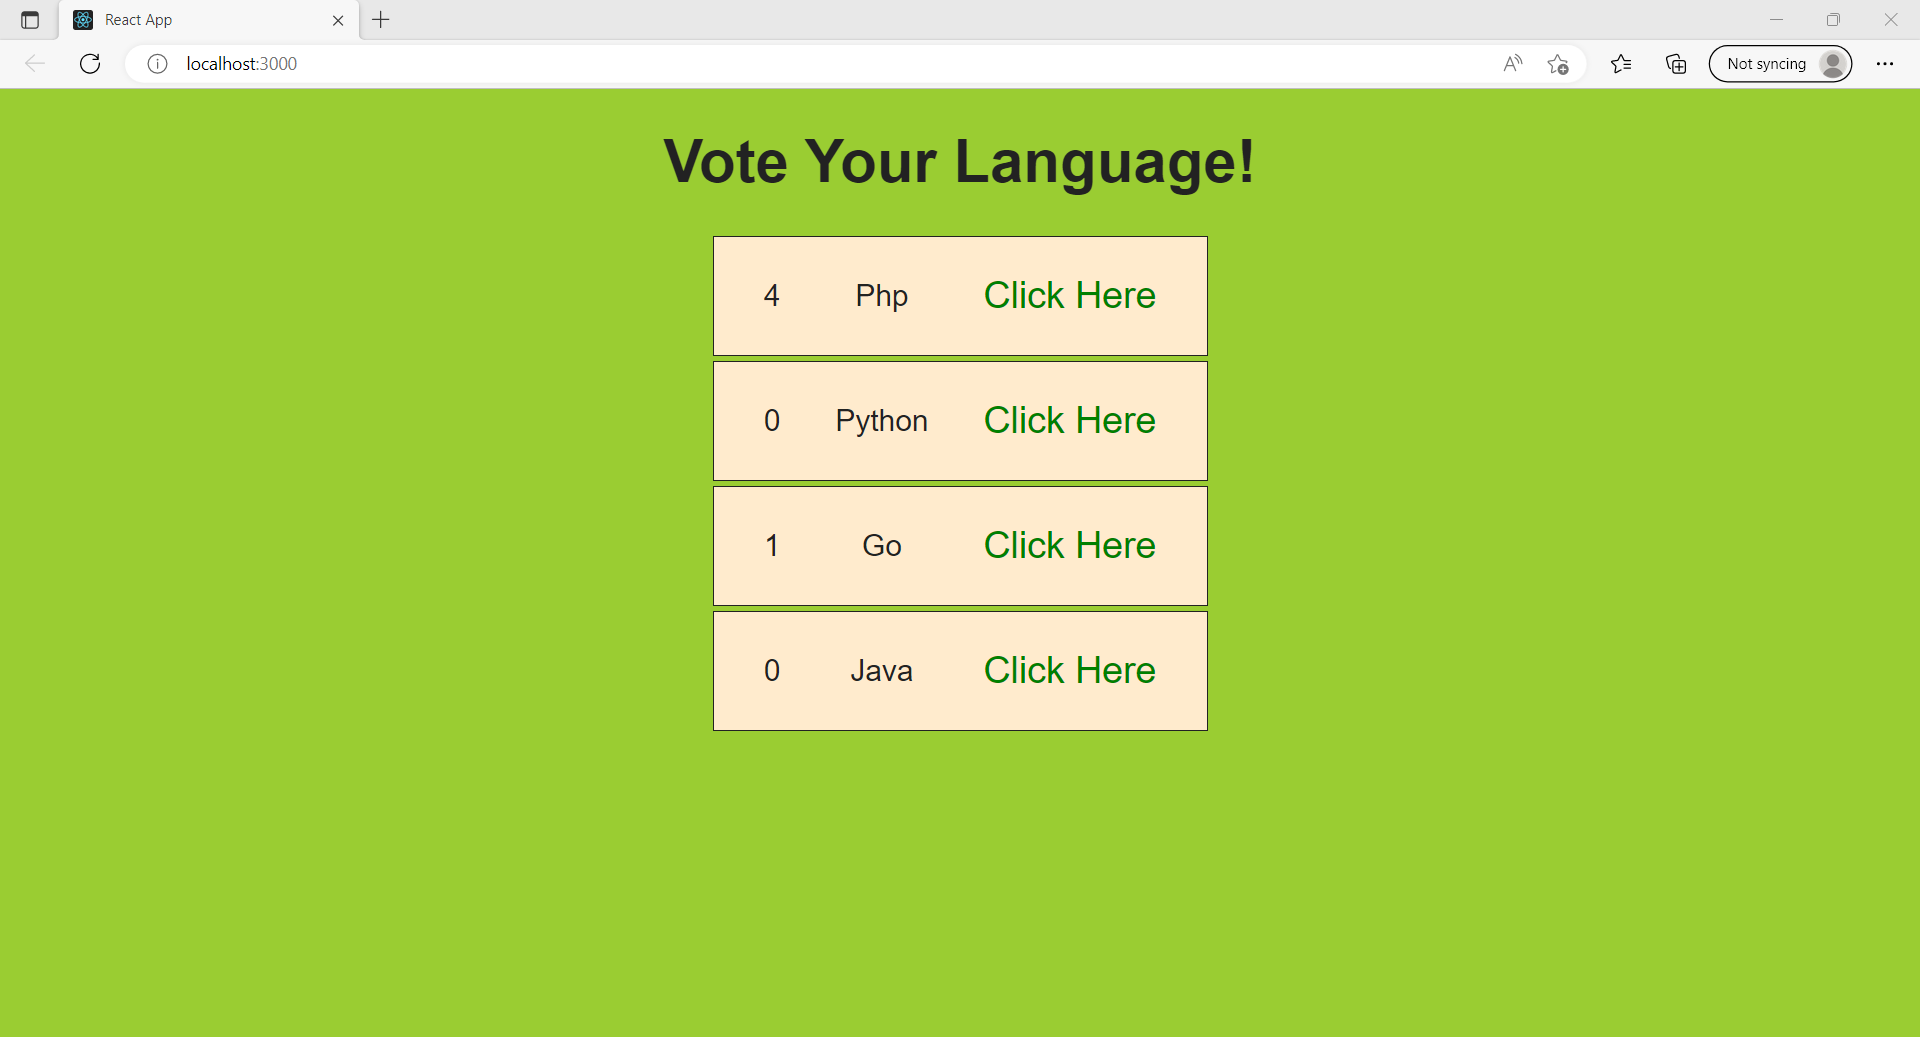 React App
localhost:3000
Not syncing
Vote Your Language!
4 Php Click Here
0 Python Click Here
1 Go Click Here
0 Java Click Here